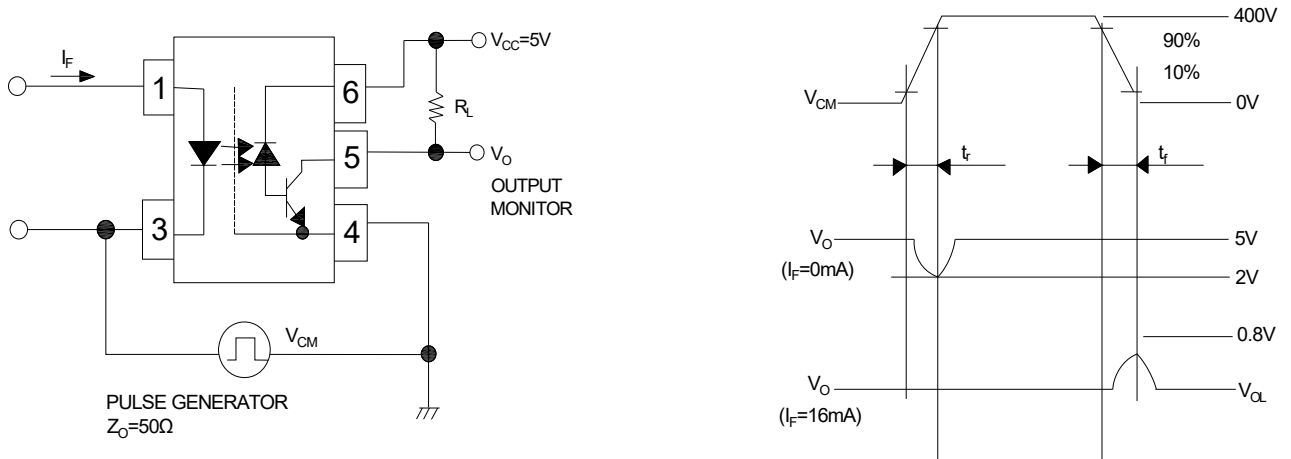 I_F
1
3
6
5
4
V_CC=5V
R_L
V_O
OUTPUT
MONITOR
V_CM
PULSE GENERATOR
Z_O=50Ω
400V
90%
10%
V_CM
0V
t_r
t_f
V_O
5V
(I_F=0mA)
2V
0.8V
V_O
V_OL
(I_F=16mA)